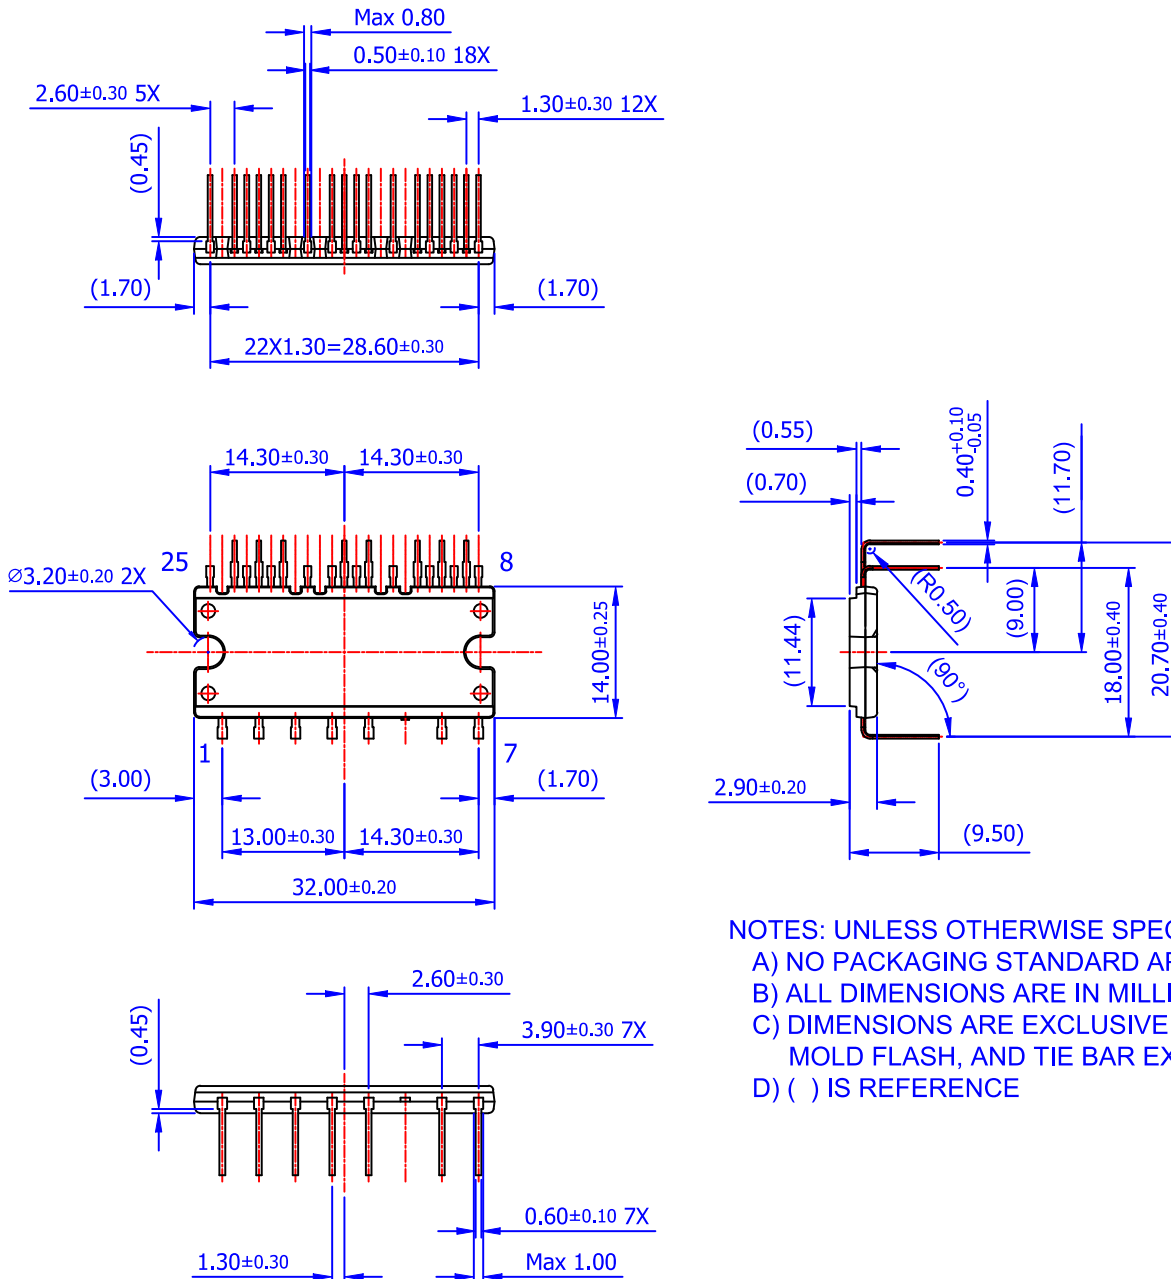 Max 0.80
0.50±0.10 18X
2.60±0.30 5X
1.30±0.30 12X
(0.45)
(1.70)
(1.70)
22X1.30=28.60±0.30
14.30±0.30
14.30±0.30
25
8
Ø3.20±0.20 2X
14.00±0.25
1
7
(3.00)
(1.70)
13.00±0.30
14.30±0.30
32.00±0.20
(0.55)
(0.70)
0.40+0.10
-0.05
(11.70)
(R0.50)
(9.00)
(11.44)
(90°)
18.00±0.40
20.70±0.40
2.90±0.20
(9.50)
2.60±0.30
(0.45)
3.90±0.30 7X
0.60±0.10 7X
1.30±0.30
Max 1.00
NOTES: UNLESS OTHERWISE
A) NO PACKAGING STANDARD
B) ALL DIMENSIONS ARE IN
C) DIMENSIONS ARE EXCLUSIVE
MOLD FLASH, AND TIE BAR
D) ( ) IS REFERENCE